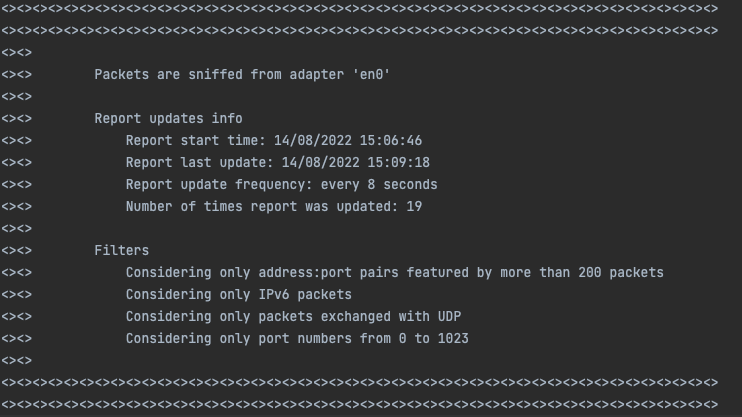 <><><><><><><><><><><><><><><><><><><><><><><><><><><><><><><><><><><><><><><><><><><><><><>
<><><><><><><><><><><><><><><><><><><><><><><><><><><><><><><><><><><><><><><><><><><><><><>
<><>
<><>        Packets are sniffed from adapter 'en0'
<><>
<><>        Report updates info
<><>            Report start time: 14/08/2022 15:06:46
<><>            Report last update: 14/08/2022 15:09:18
<><>            Report update frequency: every 8 seconds
<><>            Number of times report was updated: 19
<><>
<><>        Filters
<><>            Considering only address:port pairs featured by more than 200 packets
<><>            Considering only IPv6 packets
<><>            Considering only packets exchanged with UDP
<><>            Considering only port numbers from 0 to 1023
<><>
<><><><><><><><><><><><><><><><><><><><><><><><><><><><><><><><><><><><><><><><><><><><><><>
<><><><><><><><><><><><><><><><><><><><><><><><><><><><><><><><><><><><><><><><><><><><><><>